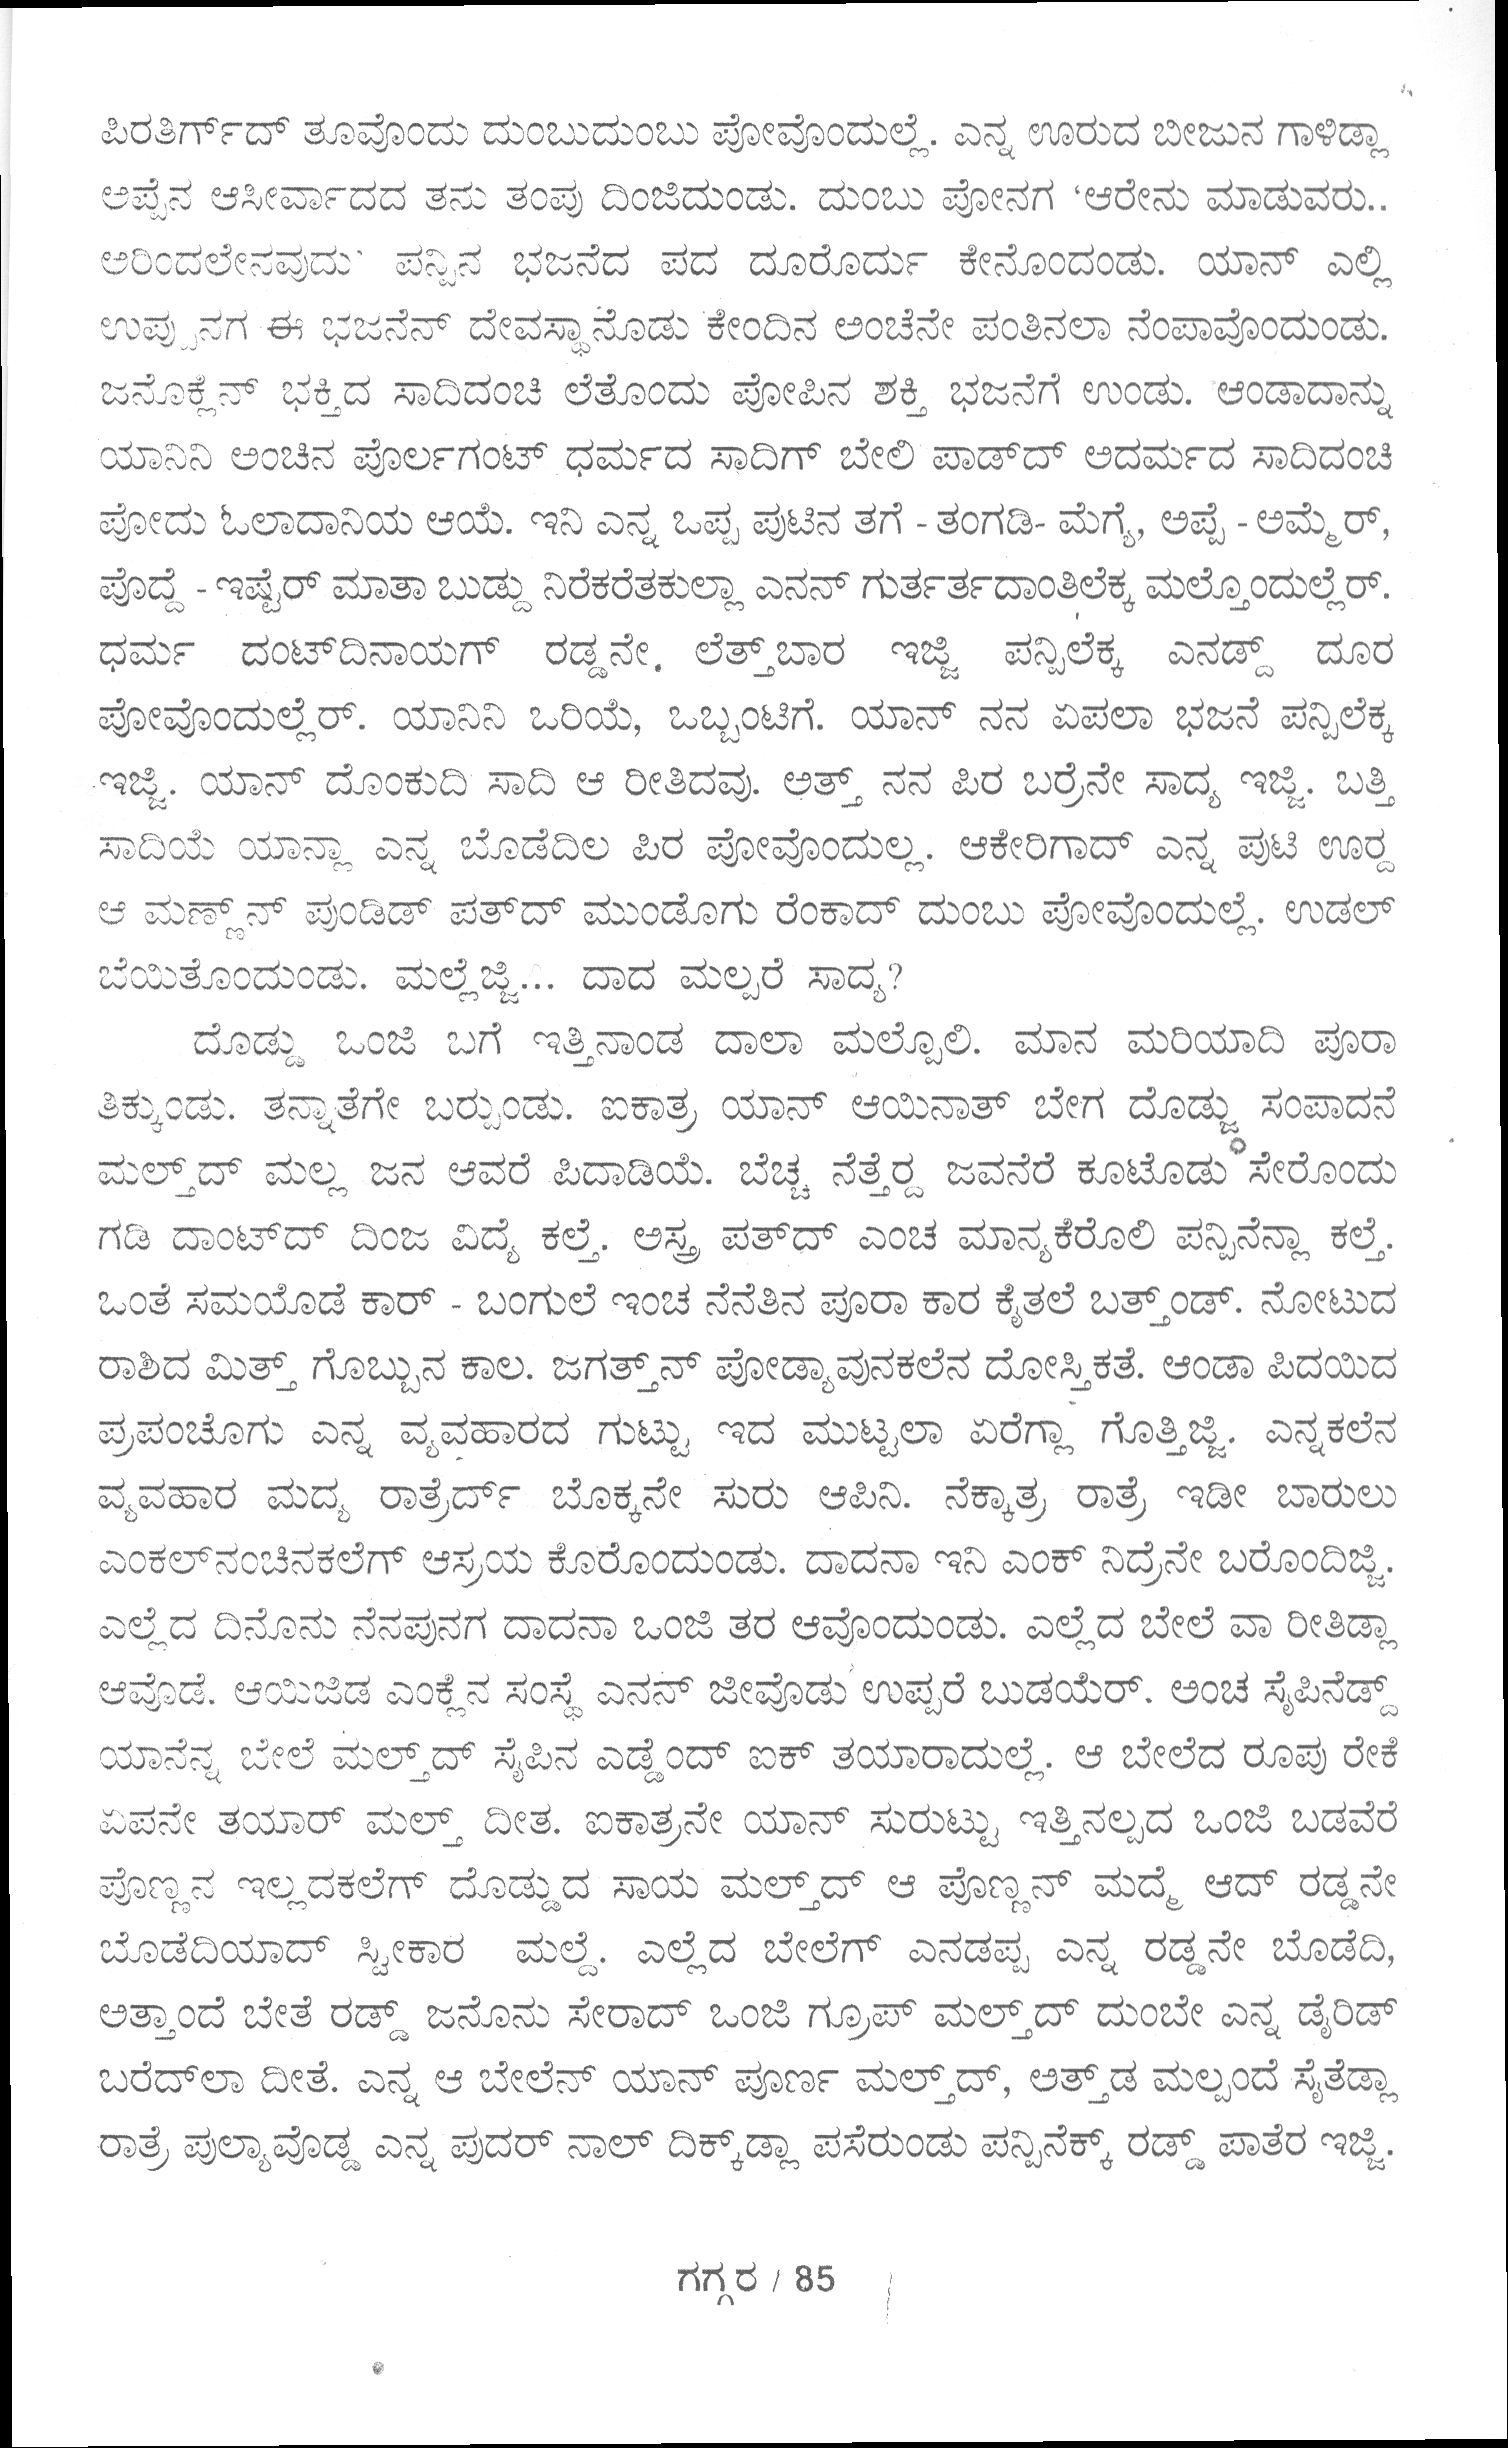 ಪಿರತಿರ್ಗ್‌ದ್ ತೂವೊಂದು ದುಂಬುದುಂಬು ಪೋವೊಂದುಲ್ಲೆ. ಎನ್ನ ಊರುದ ಬೀಜುನ ಗಾಳಿಡ್ಲಾ
ಅಪ್ಪೆನ ಆಸೀರ್ವಾದದ ತನು ತಂಪು ದಿಂಜಿದುಂಡು. ದುಂಬು ಪೋನಗ ‘ಆರೇನು ಮಾಡುವರು..
ಅರಿಂದಲೇನವುದು’ ಪನ್ಪಿನ ಭಜನೆದ ಪದ ದೂರೊರ್ದು ಕೇನೊಂದಂಡು. ಯಾನ್ ಎಲ್ಲಿ
ಉಪ್ಪುನಗ ಈ ಭಜನೆನ್ ದೇವಸ್ಥಾನೊಡು ಕೇಂದಿನ ಅಂಚೆನೇ ಪಂತಿನಲಾ ನೆಂಪಾವೊಂದುಂಡು.
ಜನೊಕ್ಲೆನ್ ಭಕ್ತಿದ ಸಾದಿದಂಚಿ ಲೆತೊಂದು ಪೋಪಿನ ಶಕ್ತಿ ಭಜನೆಗೆ ಉಂಡು. ಆಂಡಾದಾನ್ನು
ಯಾನಿನಿ ಅಂಚಿನ ಪೊರ್ಲಗಂಟ್ ಧರ್ಮದ ಸಾದಿಗ್ ಬೇಲಿ ಪಾಡ್‌ದ್ ಅದರ್ಮದ ಸಾದಿದಂಚಿ
ಪೋದು ಓಲಾದಾನಿಯ ಆಯೆ. ಇನಿ ಎನ್ನ ಒಪ್ಪ ಪುಟಿನ ತಗೆ - ತಂಗಡಿ- ಮೆಗ್ಯೆ, ಅಪ್ಪೆ - ಅಮ್ಮೆರ್,
ಪೊದ್ದೆ - ಇಷ್ಟೆರ್ ಮಾತಾ ಬುಡ್ದು ನಿರೆಕರೆತಕುಲ್ಲಾ ಎನನ್ ಗುರ್ತರ್ತದಾಂತಿಲೆಕ್ಕ ಮಲ್ತೊಂದುಲ್ಲೆರ್.
ಧರ್ಮ ದಂಟ್‌ದಿನಾಯಗ್ ರಡ್ಡನೇ. ಲೆತ್ತ್‌ಬಾರ ಇಜ್ಜಿ ಪನ್ಪಿಲೆಕ್ಕ ಎನಡ್ದ್ ದೂರ
ಪೋವೊಂದುಲ್ಲೆರ್. ಯಾನಿನಿ ಒರಿಯೆ, ಒಬ್ಬಂಟಿಗೆ. ಯಾನ್ ನನ ಏಪಲಾ ಭಜನೆ ಪನ್ಪಿಲೆಕ್ಕ
ಇಜ್ಜಿ. ಯಾನ್ ದೊಂಕುದಿ ಸಾದಿ ಆ ರೀತಿದವು. ಅತ್ತ್ ನನ ಪಿರ ಬರ್ರೆನೇ ಸಾದ್ಯ ಇಜ್ಜಿ. ಬತ್ತಿ
ಸಾದಿಯೆ ಯಾನ್ಲಾ ಎನ್ನ ಬೊಡೆದಿಲ ಪಿರ ಪೋವೊಂದುಲ್ಲ. ಆಕೇರಿಗಾದ್ ಎನ್ನ ಪುಟಿ ಊರ್‍ದ
ಆ ಮಣ್ಣ್‌ನ್ ಪುಂಡಿಡ್ ಪತ್‌ದ್ ಮುಂಡೊಗು ರೆಂಕಾದ್ ದುಂಬು ಪೋವೊಂದುಲ್ಲೆ. ಉಡಲ್
ಬೆಯಿತೊಂದುಂಡು. ಮಲ್ಲೆಜ್ಜಿ... ದಾದ ಮಲ್ಪರೆ ಸಾದ್ಯ?
ದೊಡ್ಡು ಒಂಜಿ ಬಗೆ ಇತ್ತಿನಾಂಡ ದಾಲಾ ಮಲ್ಪೊಲಿ. ಮಾನ ಮರಿಯಾದಿ ಪೂರಾ
ತಿಕ್ಕುಂಡು. ತನ್ನಾತೆಗೇ ಬರ್‍ಪುಂಡು. ಐಕಾತ್ರ ಯಾನ್ ಆಯಿನಾತ್ ಬೇಗ ದೊಡ್ಡು ಸಂಪಾದನೆ
ಮಲ್ತ್‌ದ್ ಮಲ್ಲ ಜನ ಆವರೆ ಪಿದಾಡಿಯೆ. ಬೆಚ್ಚ ನೆತ್ತೆರ್‍ದ ಜವನೆರೆ ಕೂಟೊಡು ಸೇರೊಂದು
ಗಡಿ ದಾಂಟ್‌ದ್ ದಿಂಜ ವಿದ್ಯೆ ಕಲ್ತೆ. ಅಸ್ತ್ರ ಪತ್‌ದ್ ಎಂಚ ಮಾನ್ಯಕೆರೊಲಿ ಪನ್ಪಿನೆನ್ಲಾ ಕಲ್ತೆ.
ಒಂತೆ ಸಮಯೊಡೆ ಕಾರ್ - ಬಂಗುಲೆ ಇಂಚ ನೆನೆತಿನ ಪೂರಾ ಕಾರ ಕೈತಲೆ ಬತ್ತ್‌ಂಡ್. ನೋಟುದ
ರಾಶಿದ ಮಿತ್ತ್ ಗೊಬ್ಬುನ ಕಾಲ. ಜಗತ್ತ್‌ನ್ ಪೋಡ್ಯಾವುನಕಲೆನ ದೋಸ್ತಿಕತೆ. ಆಂಡಾ ಪಿದಯಿದ
ಪ್ರಪಂಚೊಗು ಎನ್ನ ವ್ಯವಹಾರದ ಗುಟ್ಟು ಇದ ಮುಟ್ಟಲಾ ಏರೆಗ್ಲಾ ಗೊತ್ತಿಜ್ಜಿ. ಎನ್ನಕಲೆನ
ವ್ಯವಹಾರ ಮದ್ಯ ರಾತ್ರೆರ್ದ್ ಬೊಕ್ಕನೇ ಸುರು ಆಪಿನಿ. ನೆಕ್ಕಾತ್ರ ರಾತ್ರೆ ಇಡೀ ಬಾರುಲು
ಎಂಕಲ್‌ನಂಚಿನಕಲೆಗ್ ಆಸ್ರಯ ಕೊರೊಂದುಂಡು. ದಾದನಾ ಇನಿ ಎಂಕ್ ನಿದ್ರೆನೇ ಬರೊಂದಿಜ್ಜಿ.
ಎಲ್ಲೆದ ದಿನೊನು ನೆನಪುನಗ ದಾದನಾ ಒಂಜಿ ತರ ಆವೊಂದುಂಡು. ಎಲ್ಲೆದ ಬೇಲೆ ವಾ ರೀತಿಡ್ಲಾ
ಆವೊಡೆ. ಆಯಿಜಿಡ ಎಂಕ್ಲೆನ ಸಂಸ್ಥೆ ಎನನ್ ಜೀವೊಡು ಉಪ್ಪರೆ ಬುಡಯೆರ್. ಅಂಚ ಸೈಪಿನೆಡ್ದ್
ಯಾನೆನ್ನ ಬೇಲೆ ಮಲ್ತ್‌ದ್ ಸೈಪಿನ ಎಡ್ಡೆಂದ್ ಐಕ್ ತಯಾರಾದುಲ್ಲೆ. ಆ ಬೇಲೆದ ರೂಪು ರೇಕೆ
ಏಪನೇ ತಯಾರ್ ಮಲ್ತ್ ದೀತ. ಐಕಾತ್ರನೇ ಯಾನ್ ಸುರುಟ್ಟು ಇತ್ತಿನಲ್ಪದ ಒಂಜಿ ಬಡವೆರೆ
ಪೊಣ್ಣನ ಇಲ್ಲದಕಲೆಗ್ ದೊಡ್ಡುದ ಸಾಯ ಮಲ್ತ್‌ದ್ ಆ ಪೊಣ್ಣನ್ ಮದ್ಮೆ ಆದ್ ರಡ್ಡನೇ
ಬೊಡೆದಿಯಾದ್ ಸ್ವೀಕಾರ ಮಲ್ದೆ. ಎಲ್ಲೆದ ಬೇಲೆಗ್ ಎನಡಪ್ಪ ಎನ್ನ ರಡ್ಡನೇ ಬೊಡೆದಿ,
ಅತ್ತಾಂದೆ ಬೇತೆ ರಡ್ಡ್ ಜನೊನು ಸೇರಾದ್ ಒಂಜಿ ಗ್ರೂಪ್ ಮಲ್ತ್‌ದ್ ದುಂಬೇ ಎನ್ನ ಡೈರಿಡ್
ಬರೆದ್‌ಲಾ ದೀತೆ. ಎನ್ನ ಆ ಬೇಲೆನ್ ಯಾನ್ ಪೂರ್ಣ ಮಲ್ತ್‌ದ್, ಅತ್ತ್‌ಡ ಮಲ್ಪಂದೆ ಸೈತೆಡ್ಲಾ
ರಾತ್ರೆ ಪುಲ್ಯಾವೊಡ್ದ ಎನ್ನ ಪುದರ್ ನಾಲ್ ದಿಕ್ಕ್‌ಡ್ಲಾ ಪಸೆರುಂಡು ಪನ್ಪಿನೆಕ್ಕ್ ರಡ್ಡ್ ಪಾತೆರ ಇಜ್ಜಿ.
ಗಗ್ಗರ / 85